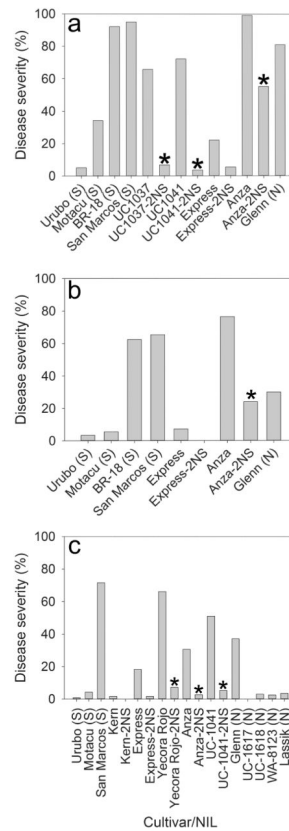 a
Disease severity (%)
100
80
60
40
20
0
*
*
*
Urubo (S)
Motacu (S)
BR-18 (S)
San Marcos (S)
UC1037
UC1037-2NS
UC1041
UC1041-2NS
Express
Express-2NS
Anza
Anza-2NS
Glenn (N)
b
Disease severity (%)
100
80
60
40
20
0
*
Urubo (S)
Motacu (S)
BR-18 (S)
San Marcos (S)
Express
Express-2NS
Anza
Anza-2NS
Glenn (N)
c
Disease severity (%)
100
80
60
40
20
0
*
*
*
Urubo (S)
Motacu (S)
San Marcos (S)
Kern
Kern-2NS
Express
Express-2NS
Yecora Rojo
Yecora Rojo-2NS
Anza
Anza-2NS
UC-1041
UC-1041-2NS
Glenn (N)
UC-1617 (N)
UC-1618 (N)
WA-8123 (N)
Lassik (N)
Cultivar/NIL